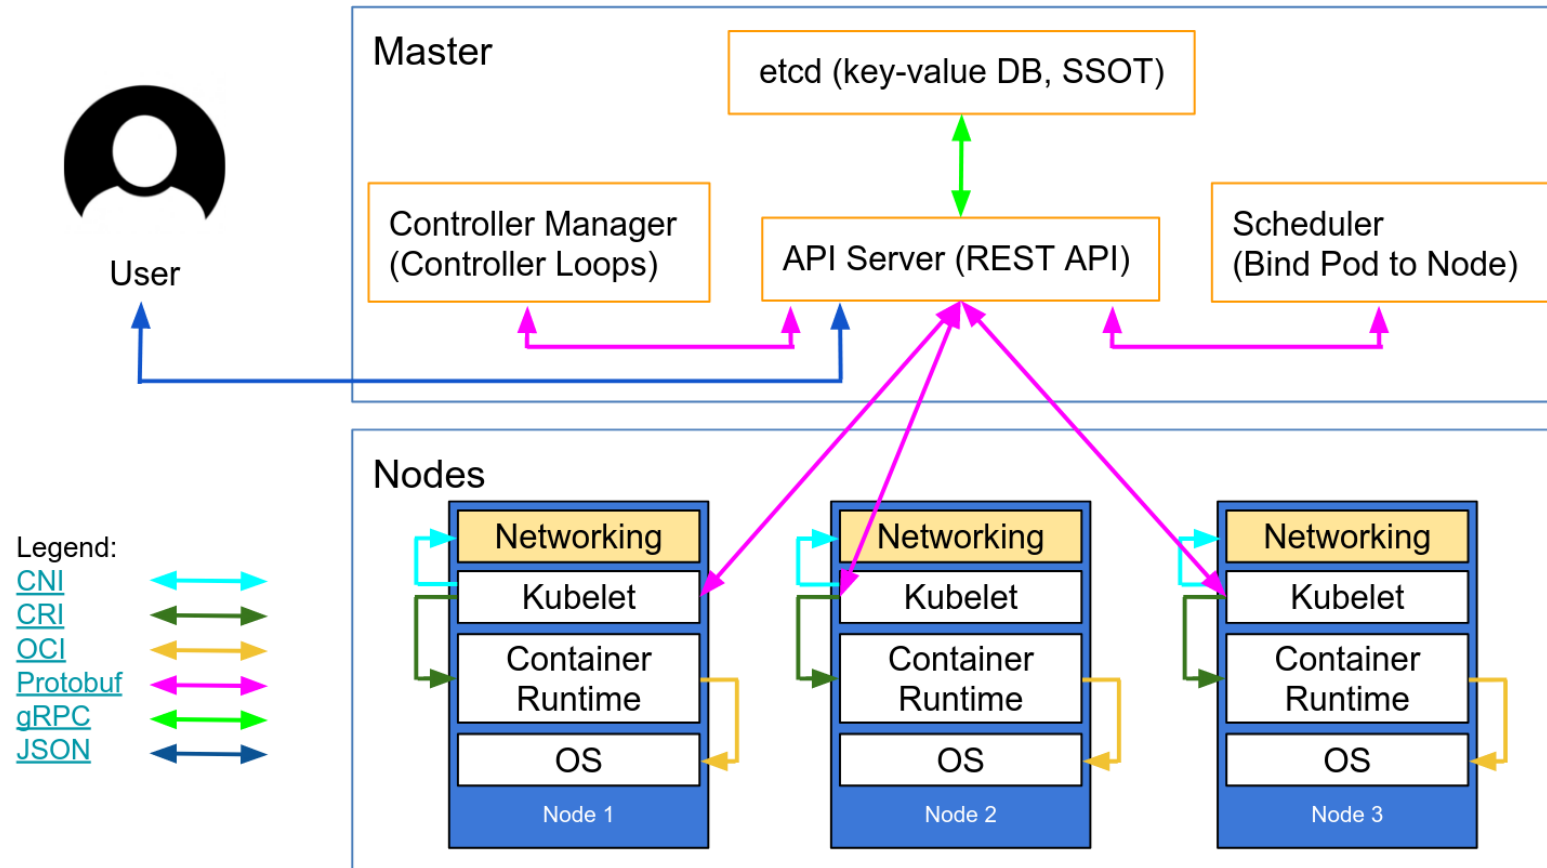 Master
etcd (key-value DB, SSOT)
Controller Manager
(Controller Loops)
API Server (REST API)
Scheduler
(Bind Pod to Node)
User
Nodes
Legend:
CNI
CRI
OCI
Protobuf
gRPC
JSON
Networking
Kubelet
Container
Runtime
OS
Node 1
Networking
Kubelet
Container
Runtime
OS
Node 2
Networking
Kubelet
Container
Runtime
OS
Node 3